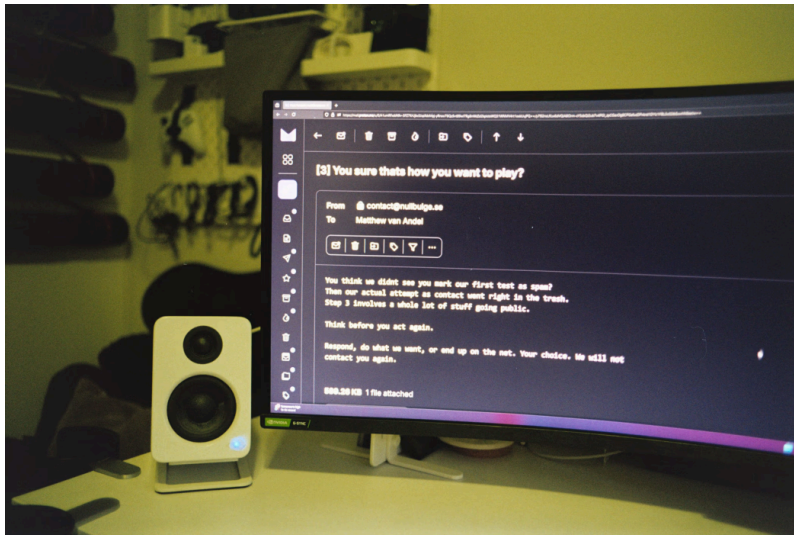 [3] You sure thats how you want to play?
From contact@nullbulge.se
To Matthew van Andel
You think we didnt see you mark our first test as spam?
Then our actual attempt as contact went right in the trash.
Step 3 involves a whole lot of stuff going public.
Think before you act again.
Respond, do what we want, or end up on the net. Your choice. We will not
contact you again.
KB 1 file attached
G-SYNC